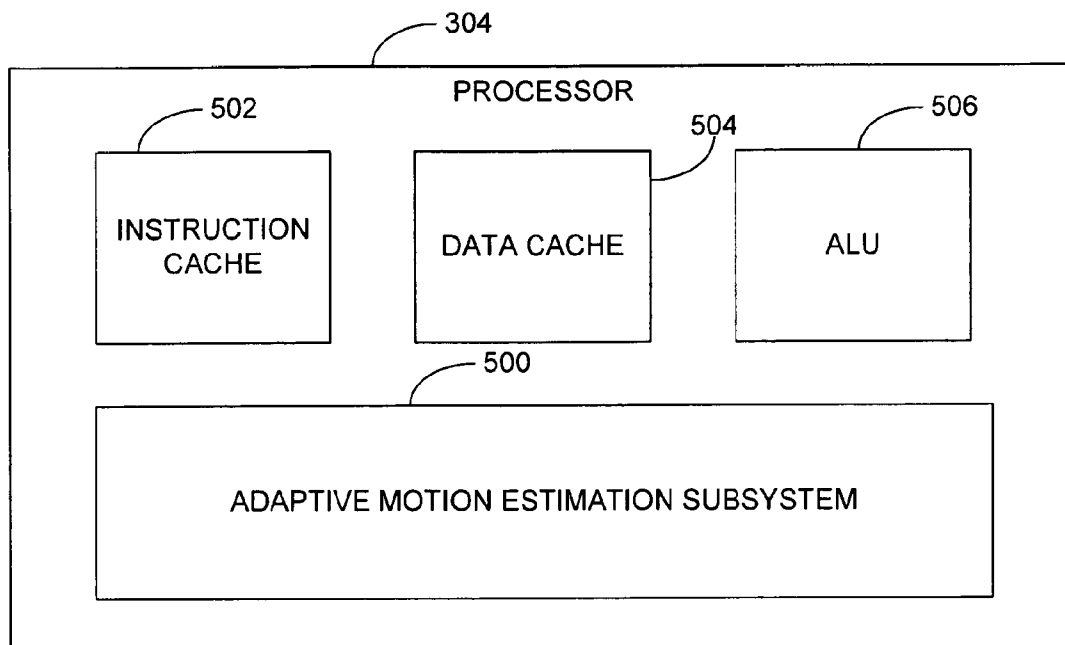 304
PROCESSOR
502
504
506
INSTRUCTION
CACHE
DATA CACHE
ALU
500
ADAPTIVE MOTION ESTIMATION SUBSYSTEM